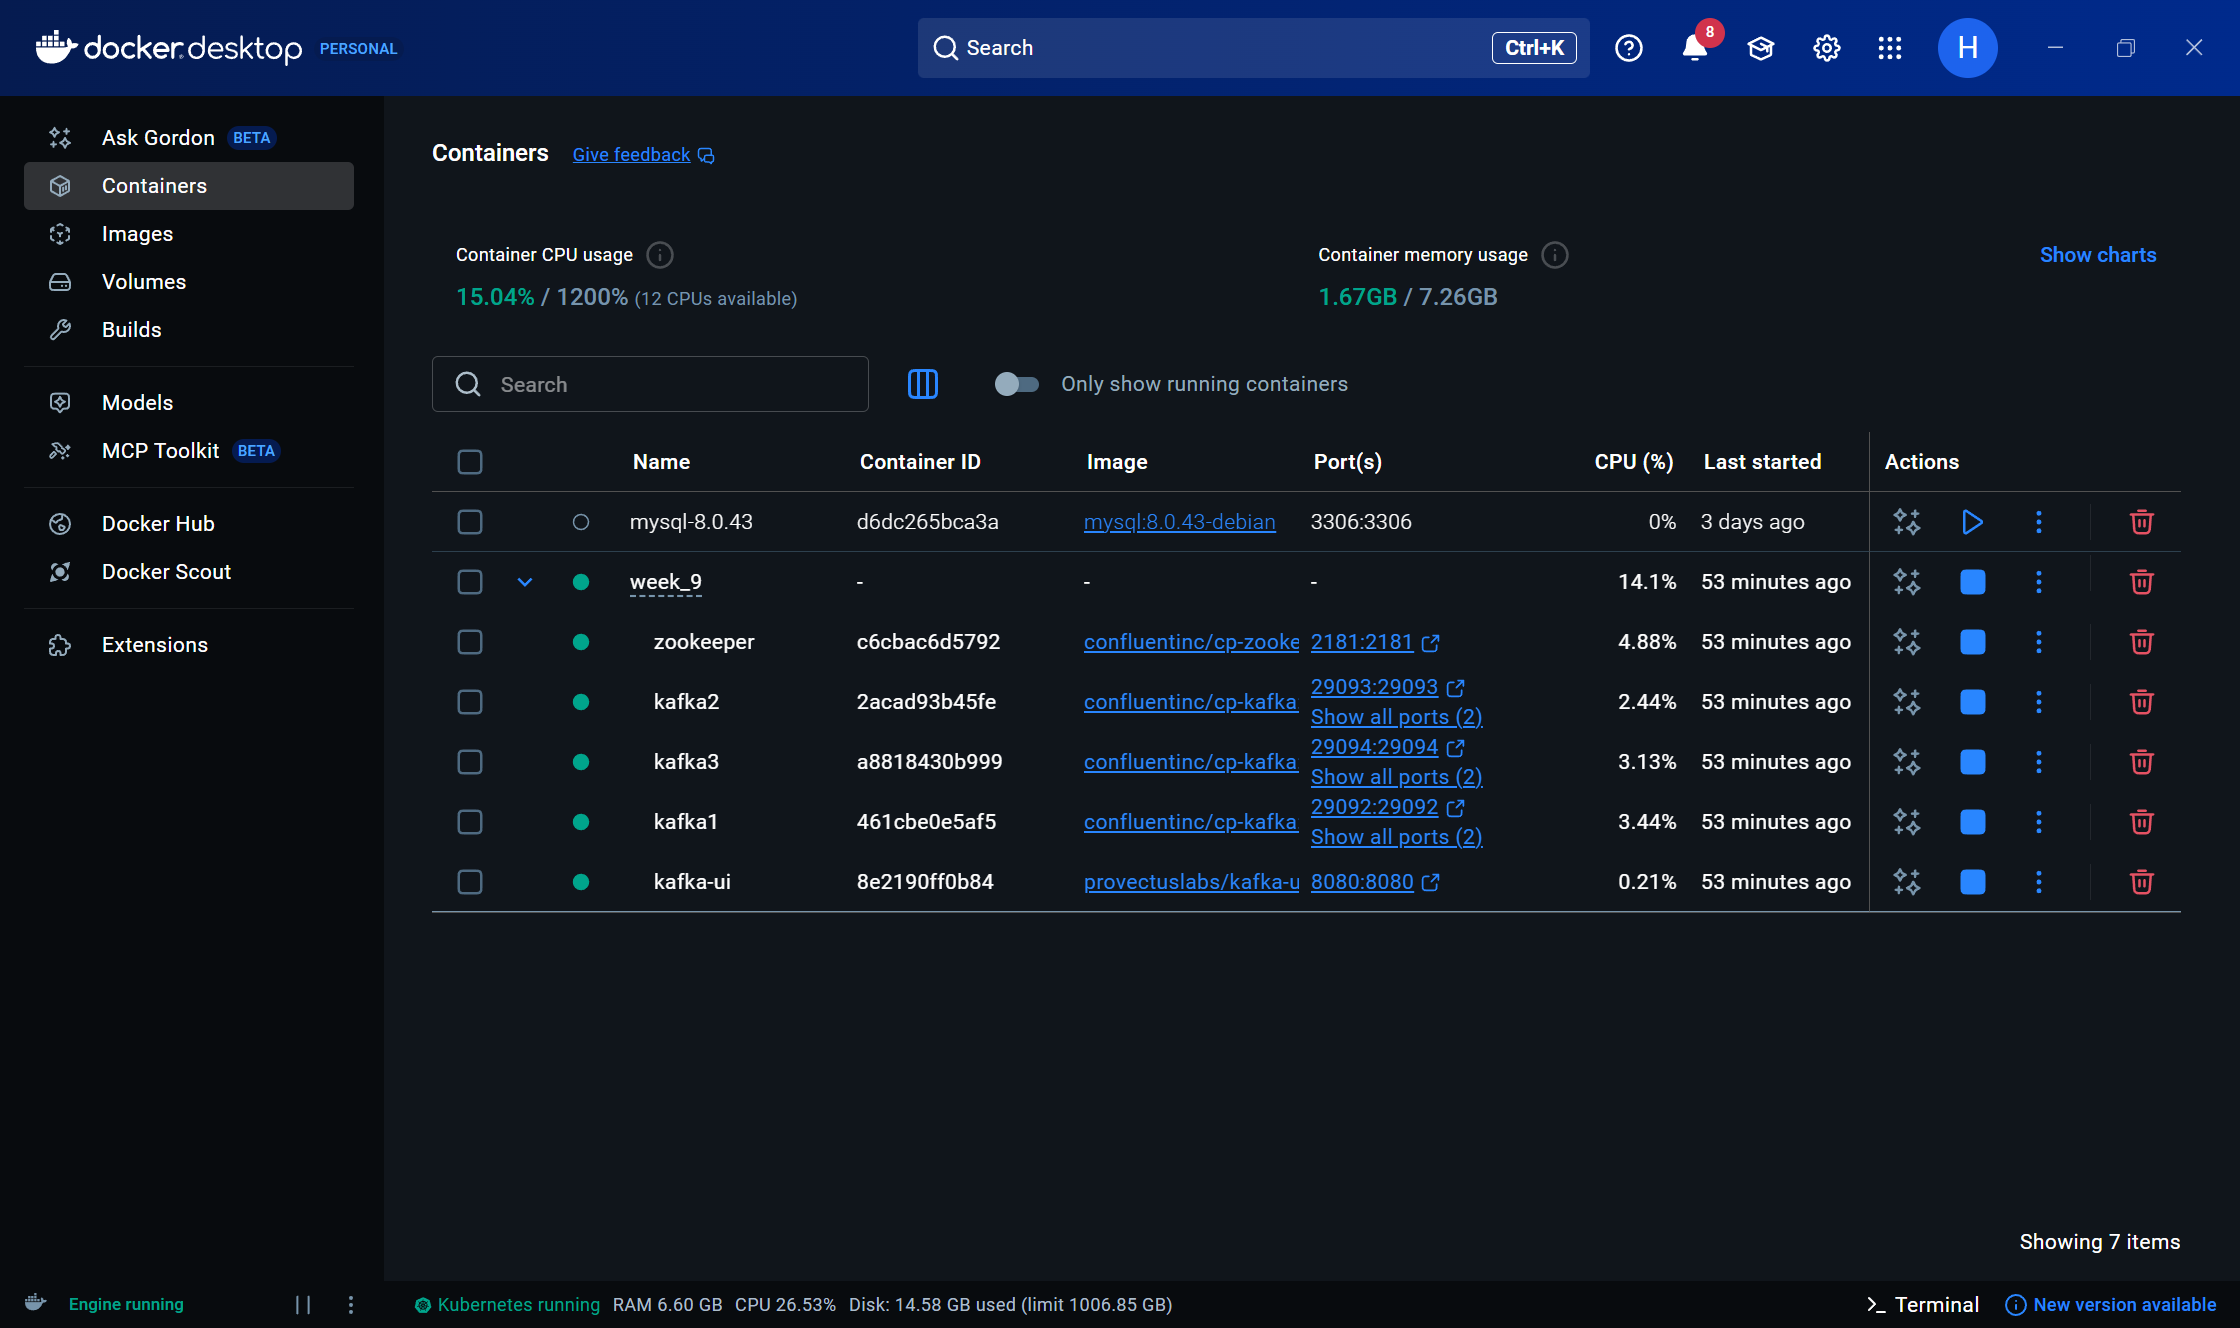 docker desktop PERSONAL
Search Ctrl+K
8
H
Ask Gordon BETA
Containers
Images
Volumes
Builds
Models
MCP Toolkit BETA
Docker Hub
Docker Scout
Extensions
Containers Give feedback
Container CPU usage
15.04% / 1200% (12 CPUs available)
Container memory usage
1.67GB / 7.26GB
Show charts
Search
Only show running containers
Name Container ID Image Port(s) CPU (%) Last started Actions
mysql-8.0.43 d6dc265bca3a mysql:8.0.43-debian 3306:3306 0% 3 days ago
week_9 - - - 14.1% 53 minutes ago
zookeeper c6cbac6d5792 confluentinc/cp-zooke 2181:2181 4.88% 53 minutes ago
kafka2 2acad93b45fe confluentinc/cp-kafka 29093:29093 Show all ports (2) 2.44% 53 minutes ago
kafka3 a8818430b999 confluentinc/cp-kafka 29094:29094 Show all ports (2) 3.13% 53 minutes ago
kafka1 461cbe0e5af5 confluentinc/cp-kafka 29092:29092 Show all ports (2) 3.44% 53 minutes ago
kafka-ui 8e2190ff0b84 provectuslabs/kafka-u 8080:8080 0.21% 53 minutes ago
Showing 7 items
Engine running
Kubernetes running RAM 6.60 GB CPU 26.53% Disk: 14.58 GB used (limit 1006.85 GB)
Terminal
New version available